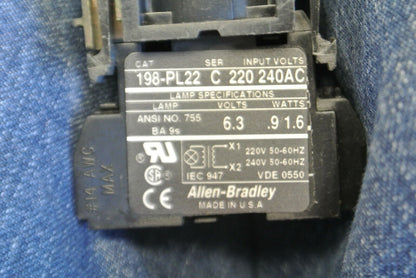 CAT SER INPUT VOLTS
198-PL22 C 220 240AC
LAMP SPECIFICATIONS
LAMP VOLTS WATTS
ANSI NO. 755
BA 9s 6.3 .9 1.6
X1 220V 50-60HZ
X2 240V 50-60HZ
IEC 947 VDE 0550
Allen-Bradley
MADE IN U.S.A
#14 AWG
MAX